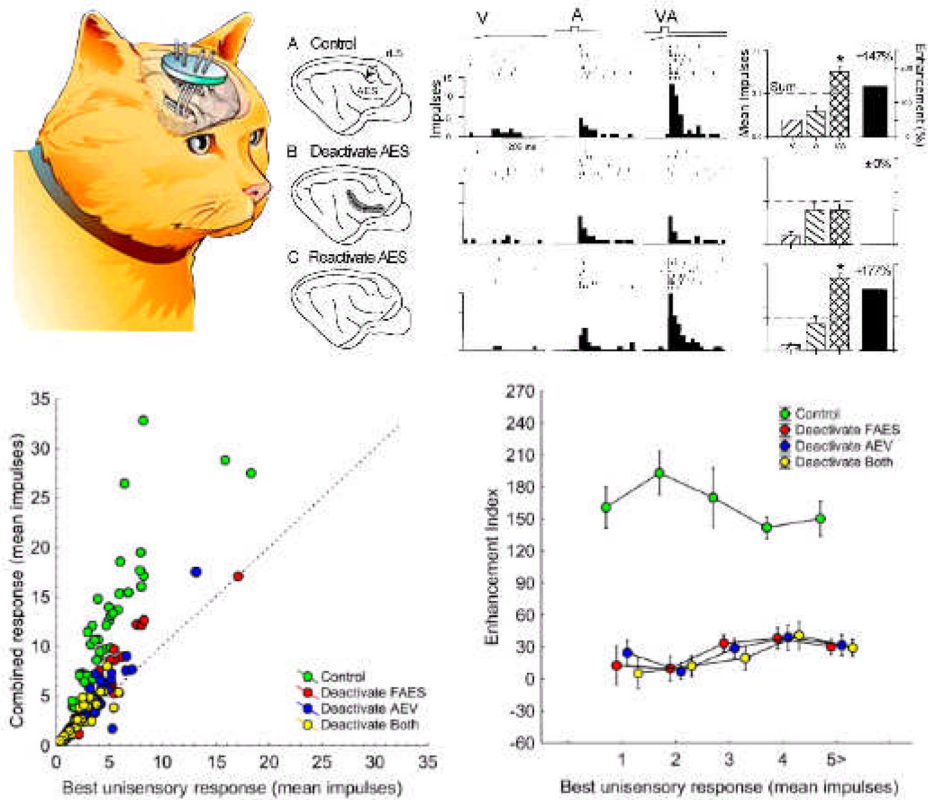 V A VA
A Control
rLS
AES
Impulses
15
0
200 ms
Mean Impulses
Sum
*
+147%
Enhancement (%)
B Deactivate AES
±0%
C Reactivate AES
*
+177%
35
30
25
20
15
10
5
0
Combined response (mean impulses)
Control
Deactivate FAES
Deactivate AEV
Deactivate Both
0 5 10 15 20 25 30 35
Best unisensory response (mean impulses)
270
240
210
180
150
120
90
60
30
0
-30
-60
Enhancement Index
Control
Deactivate FAES
Deactivate AEV
Deactivate Both
1 2 3 4 5>
Best unisensory response (mean impulses)